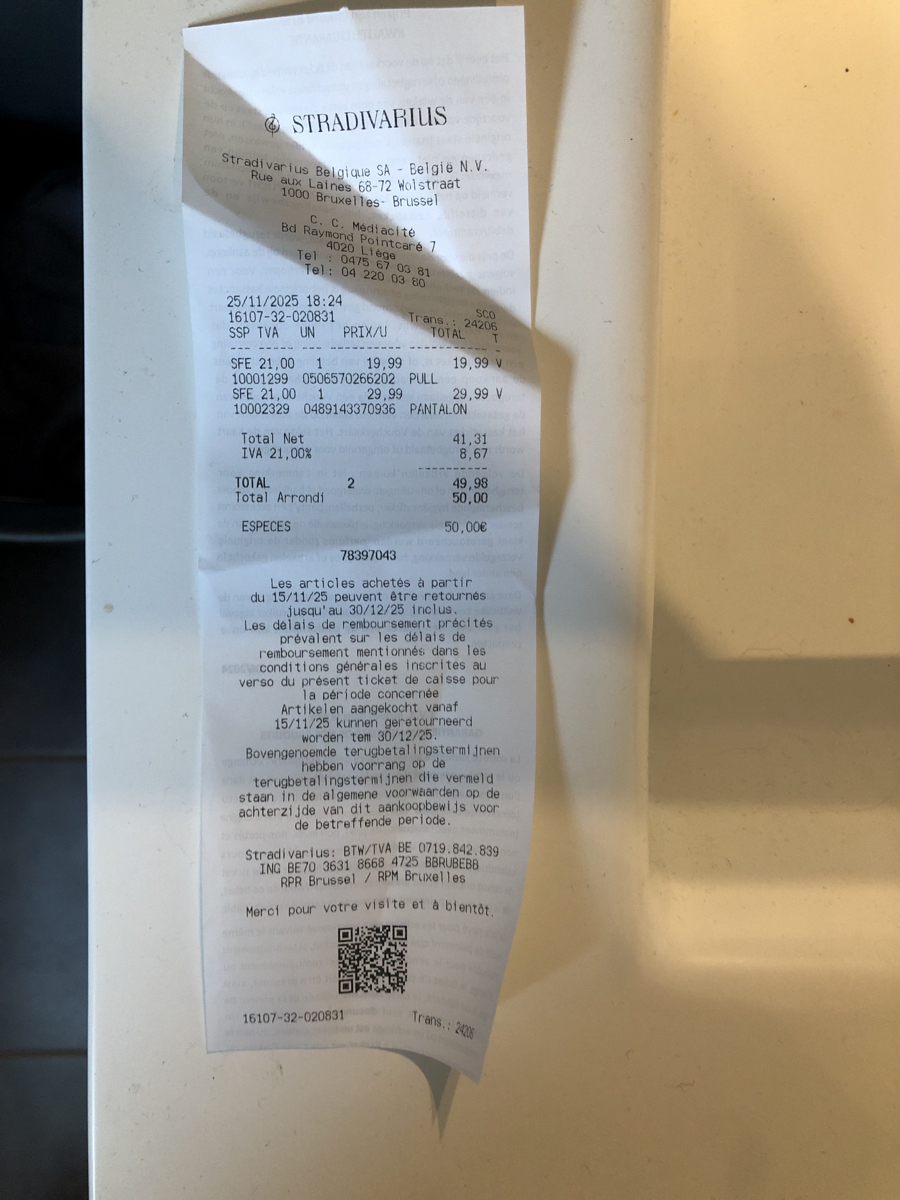 STRADIVARIUS
Stradivarius Belgique SA - België N.V.
Rue aux Laines 68-72 Wolstraat
1000 Bruxelles- Brussel
C. C. Médiacité
Bd Raymond Pointcaré 7
4020 Liège
Tel : 0475 67 03 81
Tel: 04 220 03 80
25/11/2025 18:24 SCO
16107-32-020831 Trans.: 24206
SSP TVA UN PRIX/U TOTAL T
--- ----- --- --------- ---------- -
SFE 21,00 1 19,99 19,99 V
10001299 0506570266202 PULL
SFE 21,00 1 29,99 29,99 V
10002329 0489143370936 PANTALON
Total Net 41,31
IVA 21,00% 8,67
----------
TOTAL 2 49,98
Total Arrondi 50,00
ESPECES 50,00€
78397043
Les articles achetés à partir
du 15/11/25 peuvent être retournés
jusqu'au 30/12/25 inclus.
Les délais de remboursement précités
prévalent sur les délais de
remboursement mentionnés dans les
conditions générales inscrites au
verso du présent ticket de caisse pour
la période concernée
Artikelen aangekocht vanaf
15/11/25 kunnen geretourneerd
worden tem 30/12/25.
Bovengenoemde terugbetalingstermijnen
hebben voorrang op de
terugbetalingstermijnen die vermeld
staan in de algemene voorwaarden op de
achterzijde van dit aankoopbewijs voor
de betreffende periode.
Stradivarius: BTW/TVA BE 0719.842.839
ING BE70 3631 8668 4725 BBRUBEBB
RPR Brussel / RPM Bruxelles
Merci pour votre visite et à bientôt.
16107-32-020831 Trans.: 24206